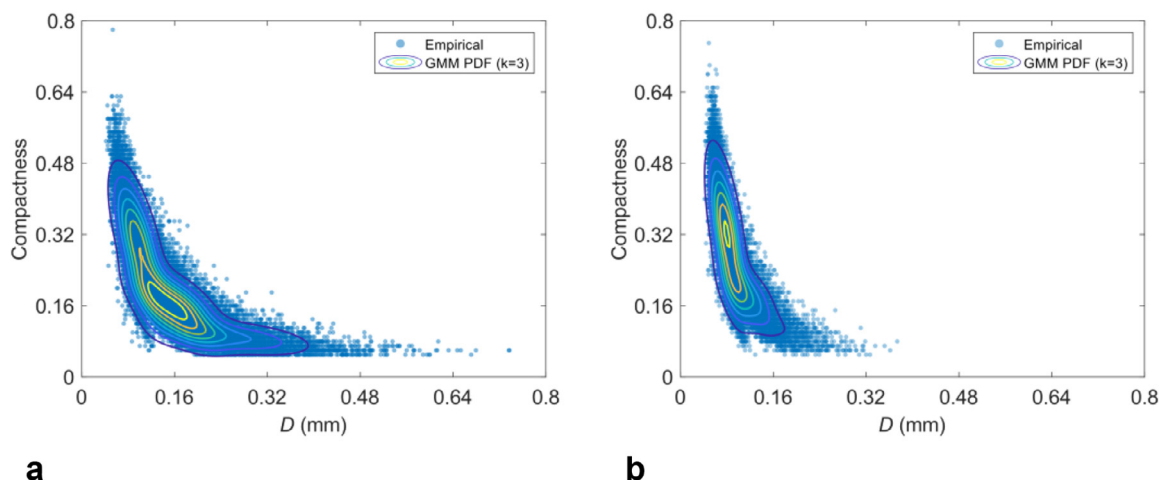 0.8
0.64
0.48
0.32
0.16
0
Compactness
0 0.16 0.32 0.48 0.64 0.8
D (mm)
Empirical
GMM PDF (k=3)
a
0.8
0.64
0.48
0.32
0.16
0
Compactness
0 0.16 0.32 0.48 0.64 0.8
D (mm)
Empirical
GMM PDF (k=3)
b